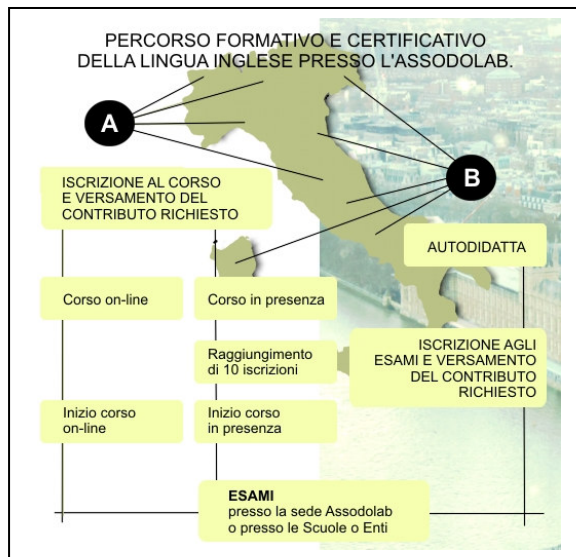 PERCORSO FORMATIVO E CERTIFICATIVO
DELLA LINGUA INGLESE PRESSO L'ASSODOLAB.
A
B
ISCRIZIONE AL CORSO
E VERSAMENTO DEL
CONTRIBUTO RICHIESTO
AUTODIDATTA
Corso on-line
Corso in presenza
Raggiungimento
di 10 iscrizioni
ISCRIZIONE AGLI
ESAMI E VERSAMENTO
DEL CONTRIBUTO
RICHIESTO
Inizio corso
on-line
Inizio corso
in presenza
ESAMI
presso la sede Assodolab
o presso le Scuole o Enti